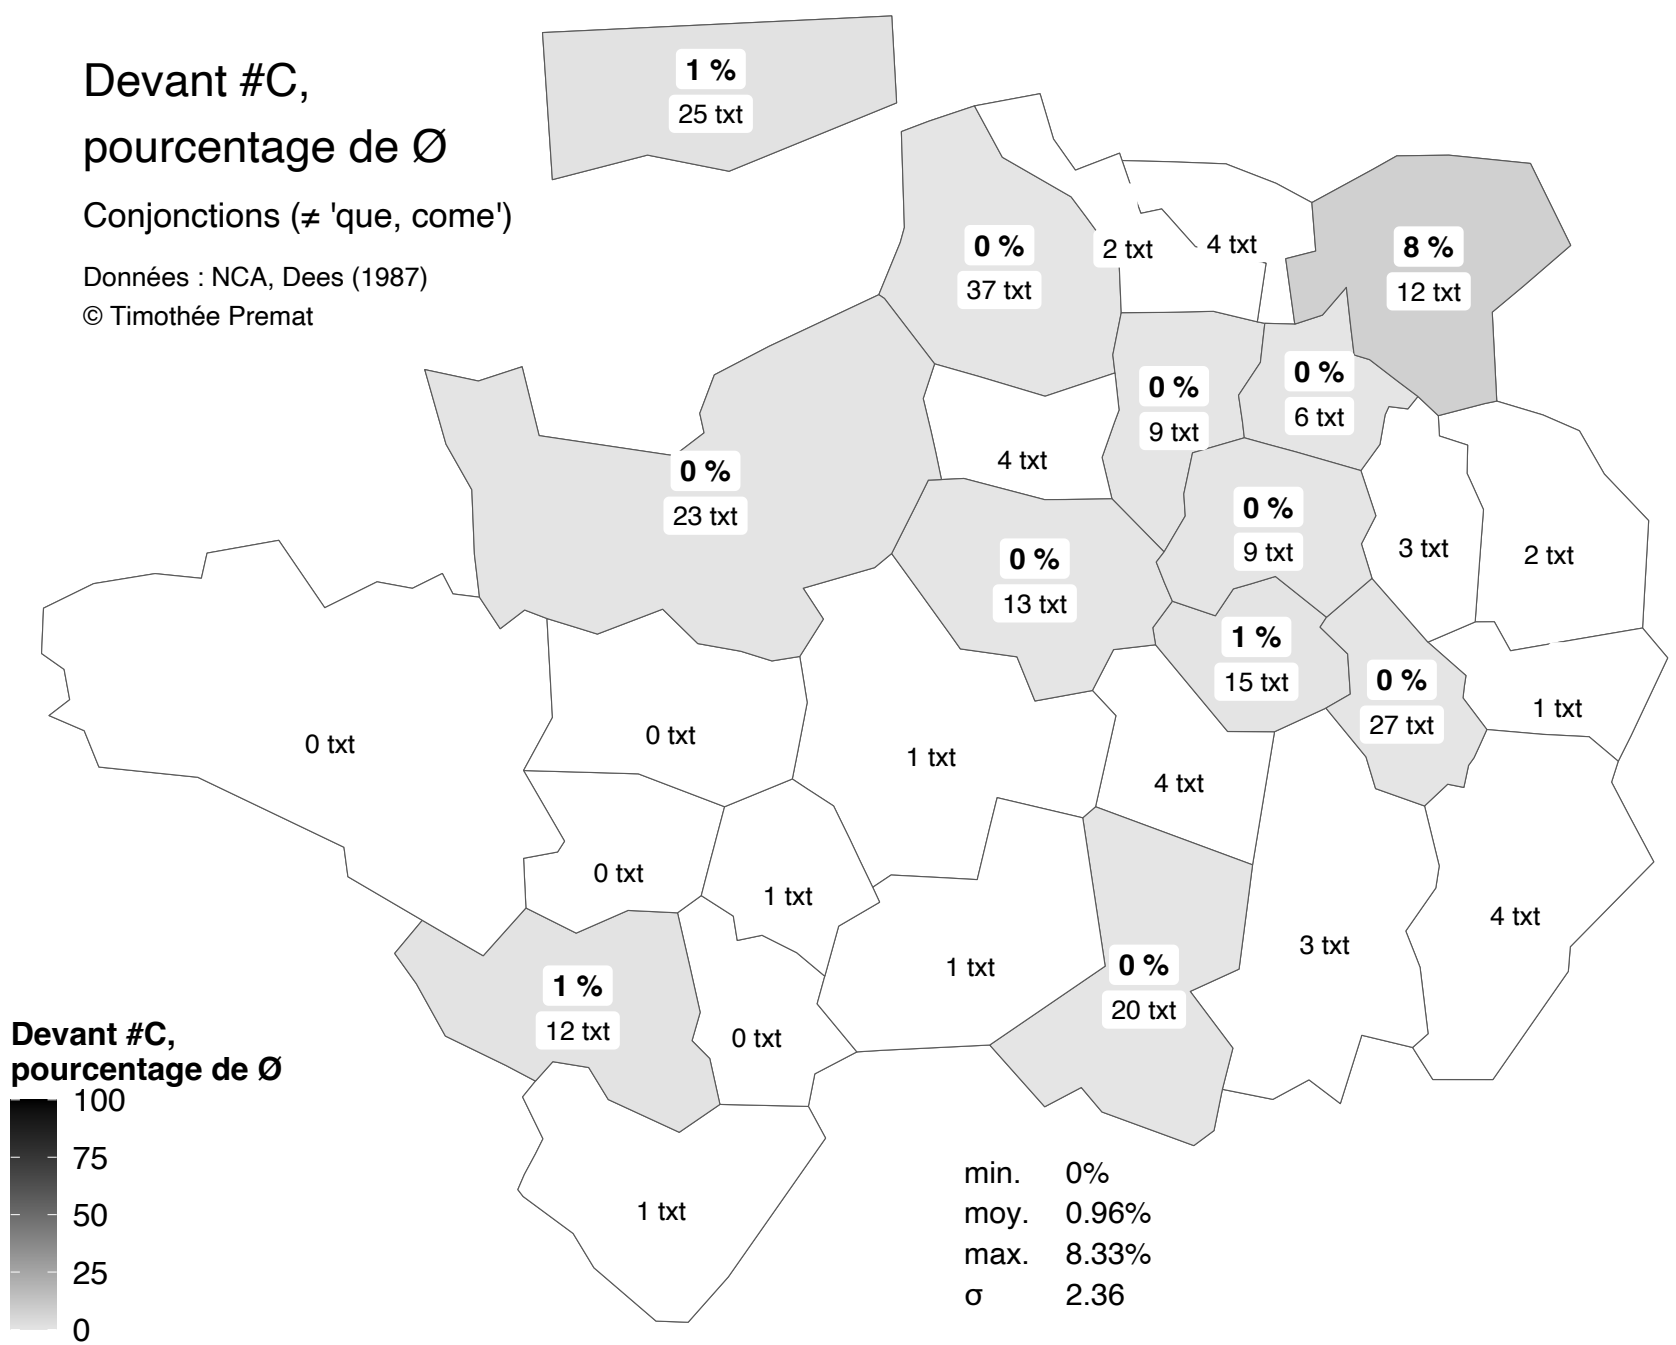 Devant #C,
pourcentage de Ø
Conjonctions (≠ 'que, come')
Données : NCA, Dees (1987)
© Timothée Premat
1 %
25 txt
0 %
37 txt
2 txt
4 txt
8 %
12 txt
0 %
23 txt
4 txt
0 %
9 txt
0 %
6 txt
0 %
13 txt
0 %
9 txt
3 txt
2 txt
1 %
15 txt
0 %
27 txt
1 txt
0 txt
0 txt
1 txt
4 txt
0 txt
1 txt
1 txt
0 %
20 txt
3 txt
4 txt
1 %
12 txt
0 txt
1 txt
Devant #C,
pourcentage de Ø
100
75
50
25
0
min. 0%
moy. 0.96%
max. 8.33%
σ 2.36